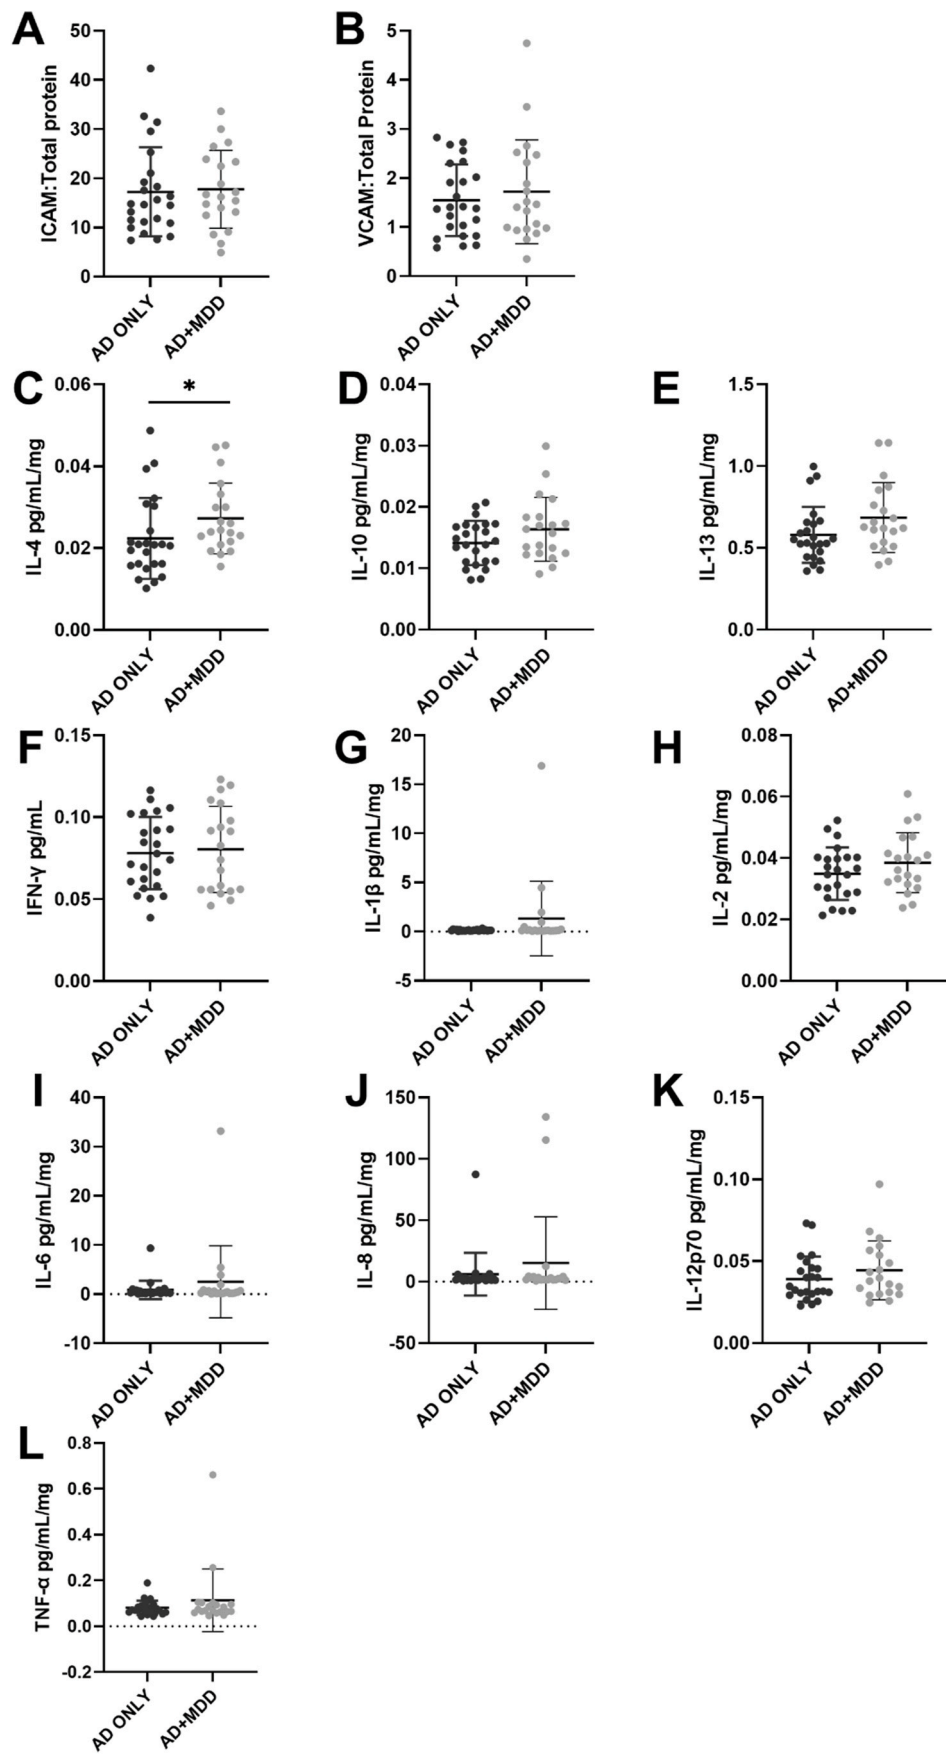 A
ICAM:Total protein
50
40
30
20
10
0
AD ONLY
AD+MDD
B
VCAM:Total Protein
5
4
3
2
1
0
AD ONLY
AD+MDD
C
IL-4 pg/mL/mg
0.06
0.04
0.02
0.00
*
AD ONLY
AD+MDD
D
IL-10 pg/mL/mg
0.04
0.03
0.02
0.01
0.00
AD ONLY
AD+MDD
E
IL-13 pg/mL/mg
1.5
1.0
0.5
0.0
AD ONLY
AD+MDD
F
IFN-γ pg/mL
0.15
0.10
0.05
0.00
AD ONLY
AD+MDD
G
IL-1β pg/mL/mg
20
15
10
5
0
-5
AD ONLY
AD+MDD
H
IL-2 pg/mL/mg
0.08
0.06
0.04
0.02
0.00
AD ONLY
AD+MDD
I
IL-6 pg/mL/mg
40
30
20
10
0
-10
AD ONLY
AD+MDD
J
IL-8 pg/mL/mg
150
100
50
0
-50
AD ONLY
AD+MDD
K
IL-12p70 pg/mL/mg
0.15
0.10
0.05
0.00
AD ONLY
AD+MDD
L
TNF-α pg/mL/mg
0.8
0.6
0.4
0.2
0.0
-0.2
AD ONLY
AD+MDD